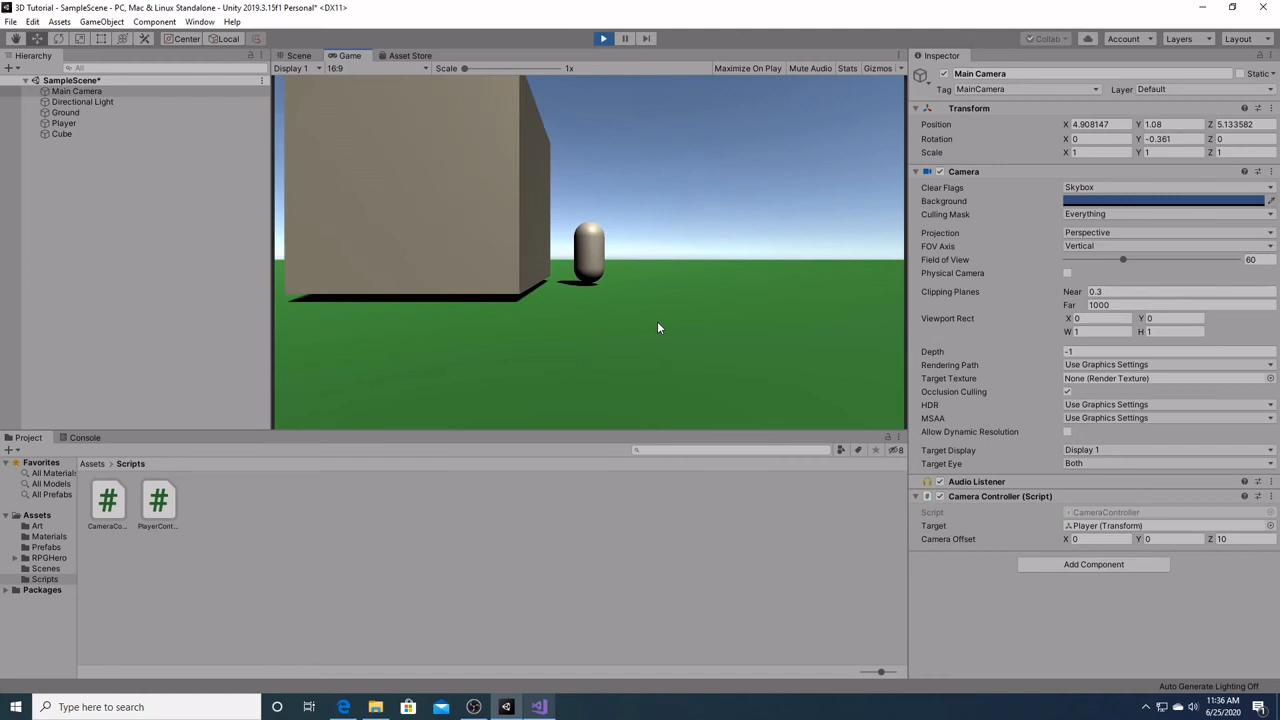 3D Tutorial - SampleScene - PC, Mac & Linux Standalone - Unity 2019.3.15f1 Personal* <DX11>
File Edit Assets GameObject Component Window Help
Center Local Collab Account Layers Layout
Hierarchy
All
SampleScene*
Main Camera
Directional Light
Ground
Player
Cube
Scene Game Asset Store
Display 1 16:9 Scale 1x Maximize On Play Mute Audio Stats Gizmos
Inspector
Main Camera Static
Tag MainCamera Layer Default
Transform
Position X 4.908147 Y 1.08 Z 5.133582
Rotation X 0 Y -0.361 Z 0
Scale X 1 Y 1 Z 1
Camera
Clear Flags Skybox
Background
Culling Mask Everything
Projection Perspective
FOV Axis Vertical
Field of View 60
Physical Camera
Clipping Planes Near 0.3
Far 1000
Viewport Rect X 0 Y 0
W 1 H 1
Depth -1
Rendering Path Use Graphics Settings
Target Texture None (Render Texture)
Occlusion Culling
HDR Use Graphics Settings
MSAA Use Graphics Settings
Allow Dynamic Resolution
Target Display Display 1
Target Eye Both
Audio Listener
Camera Controller (Script)
Script CameraController
Target Player (Transform)
Camera Offset X 0 Y 0 Z 10
Add Component
Project Console
8
Favorites
All Materials
All Models
All Prefabs
Assets
Art
Materials
Prefabs
RPGHero
Scenes
Scripts
Packages
Assets > Scripts
CameraCo... PlayerCont...
Auto Generate Lighting Off
Type here to search
11:36 AM
6/25/2020
1